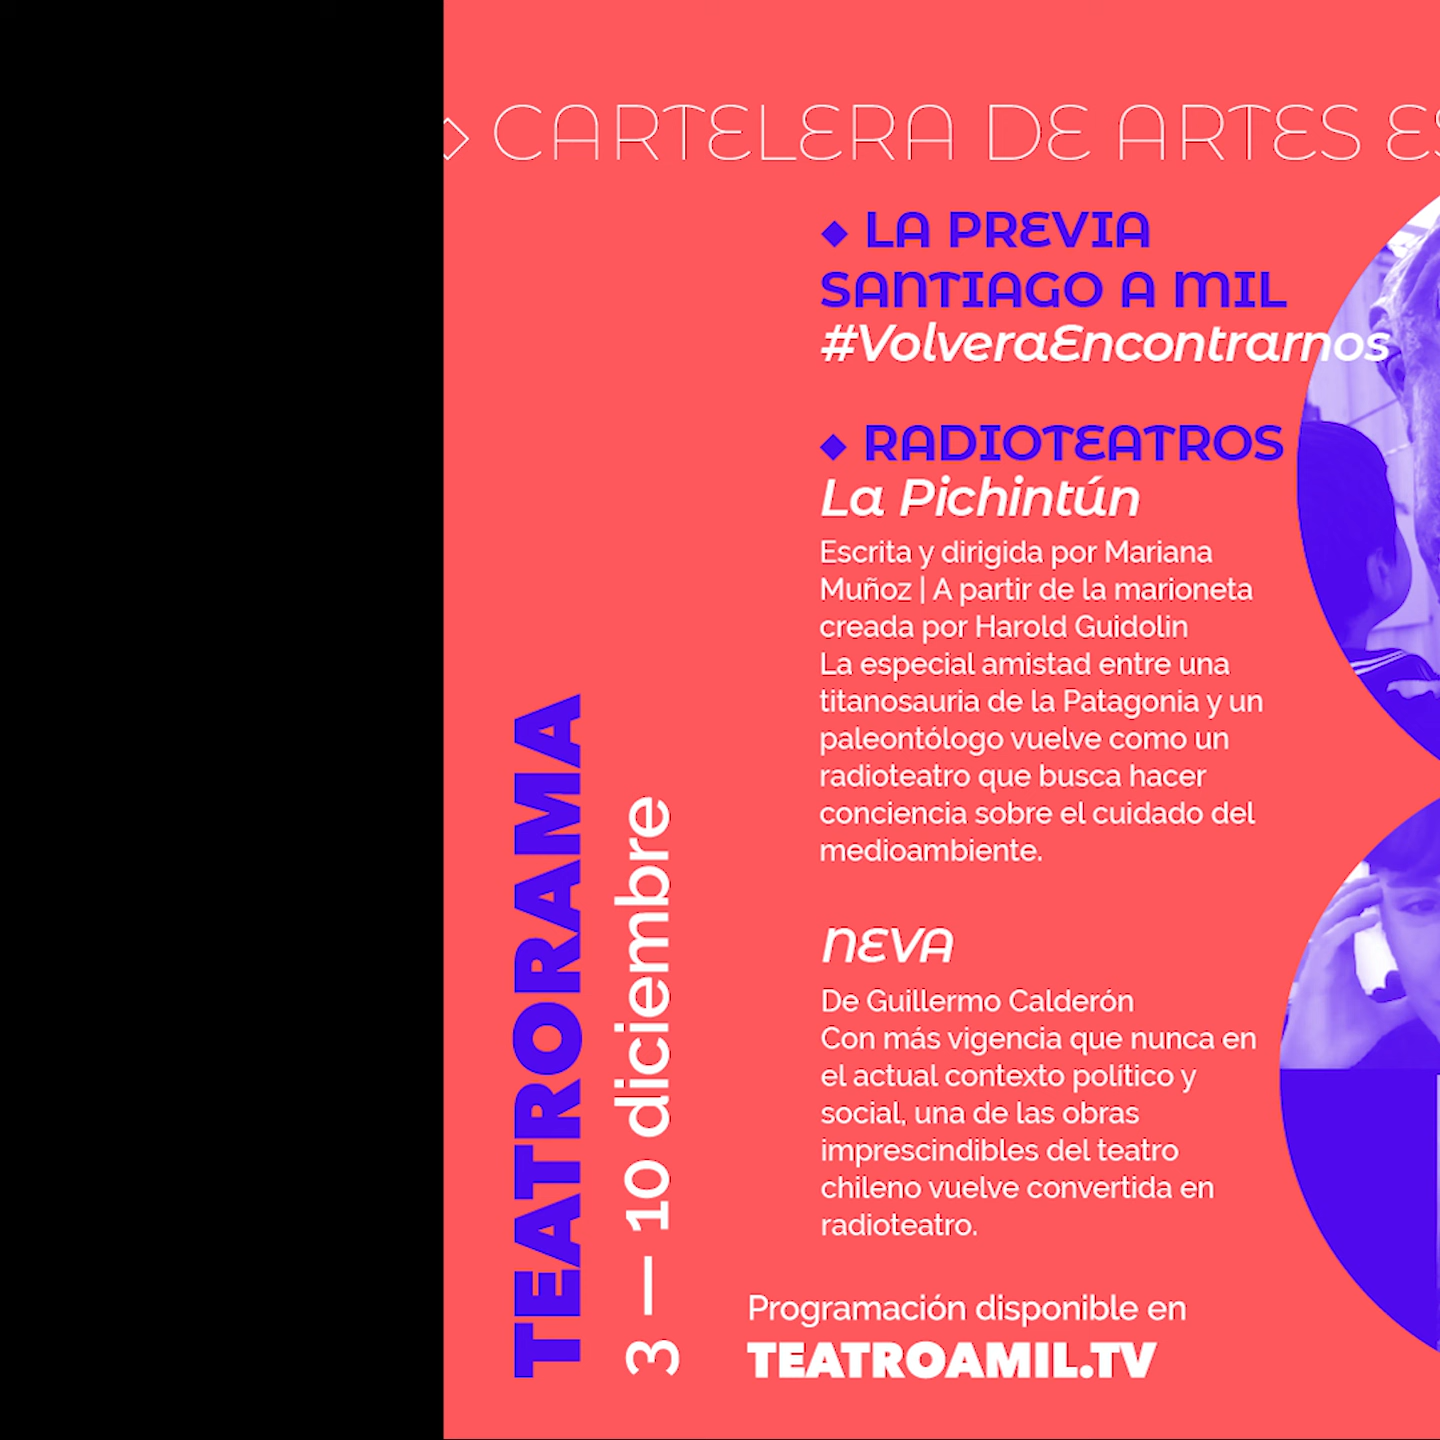 CARTELERA DE ARTES
LA PREVIA
SANTIAGO A MIL
#VolveraEncontrarnos
RADIOTEATROS
La Pichintún
Escrita y dirigida por Mariana
Muñoz | A partir de la marioneta
creada por Harold Guidolin
La especial amistad entre una
titanosauria de la Patagonia y un
paleontólogo vuelve como un
radioteatro que busca hacer
conciencia sobre el cuidado del
medioambiente.
NEVA
De Guillermo Calderón
Con más vigencia que nunca en
el actual contexto político y
social, una de las obras
imprescindibles del teatro
chileno vuelve convertida en
radioteatro.
TEATRORAMA
3 — 10 diciembre
Programación disponible en
TEATROAMIL.TV